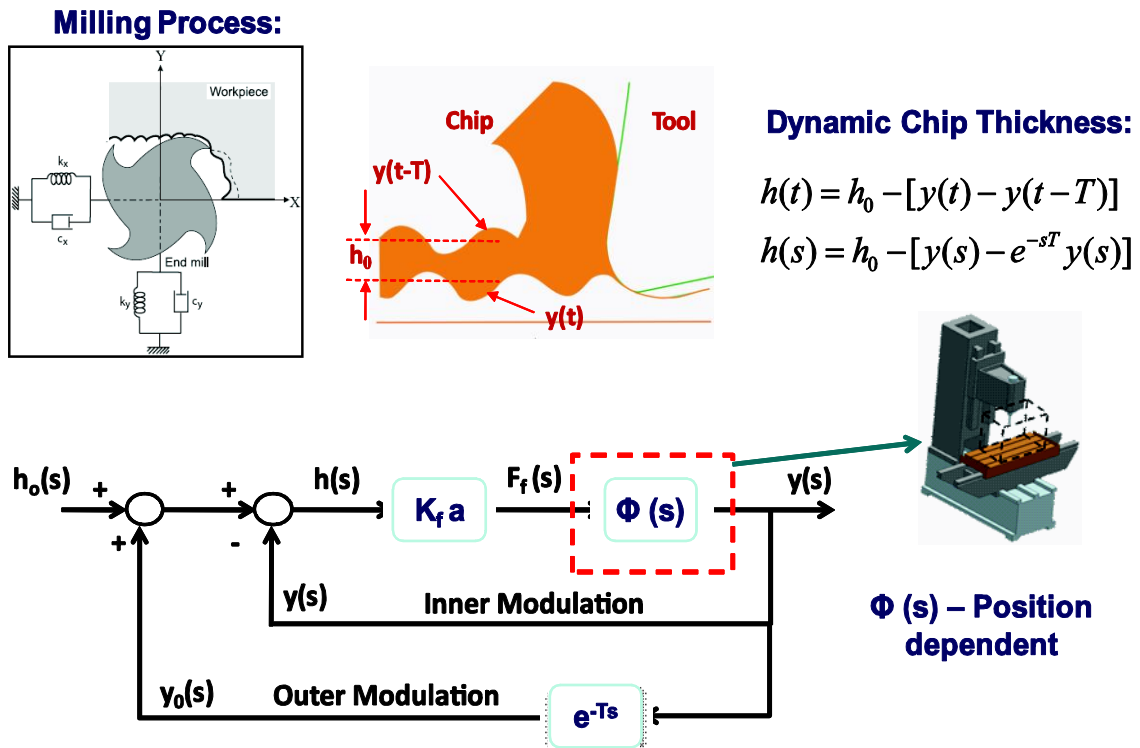 Milling Process:
Y
Workpiece
kx
cx
X
End mill
ky
cy
Chip
Tool
y(t-T)
h0
y(t)
Dynamic Chip Thickness:
h(t) = h0 − [y(t) − y(t − T)]
h(s) = h0 − [y(s) − e^{-sT} y(s)]
ho(s)
+
+
+
-
h(s)
Kf a
Ff (s)
Φ (s)
y(s)
y(s)
Inner Modulation
y0(s)
Outer Modulation
e^{-Ts}
Φ (s) – Position
dependent